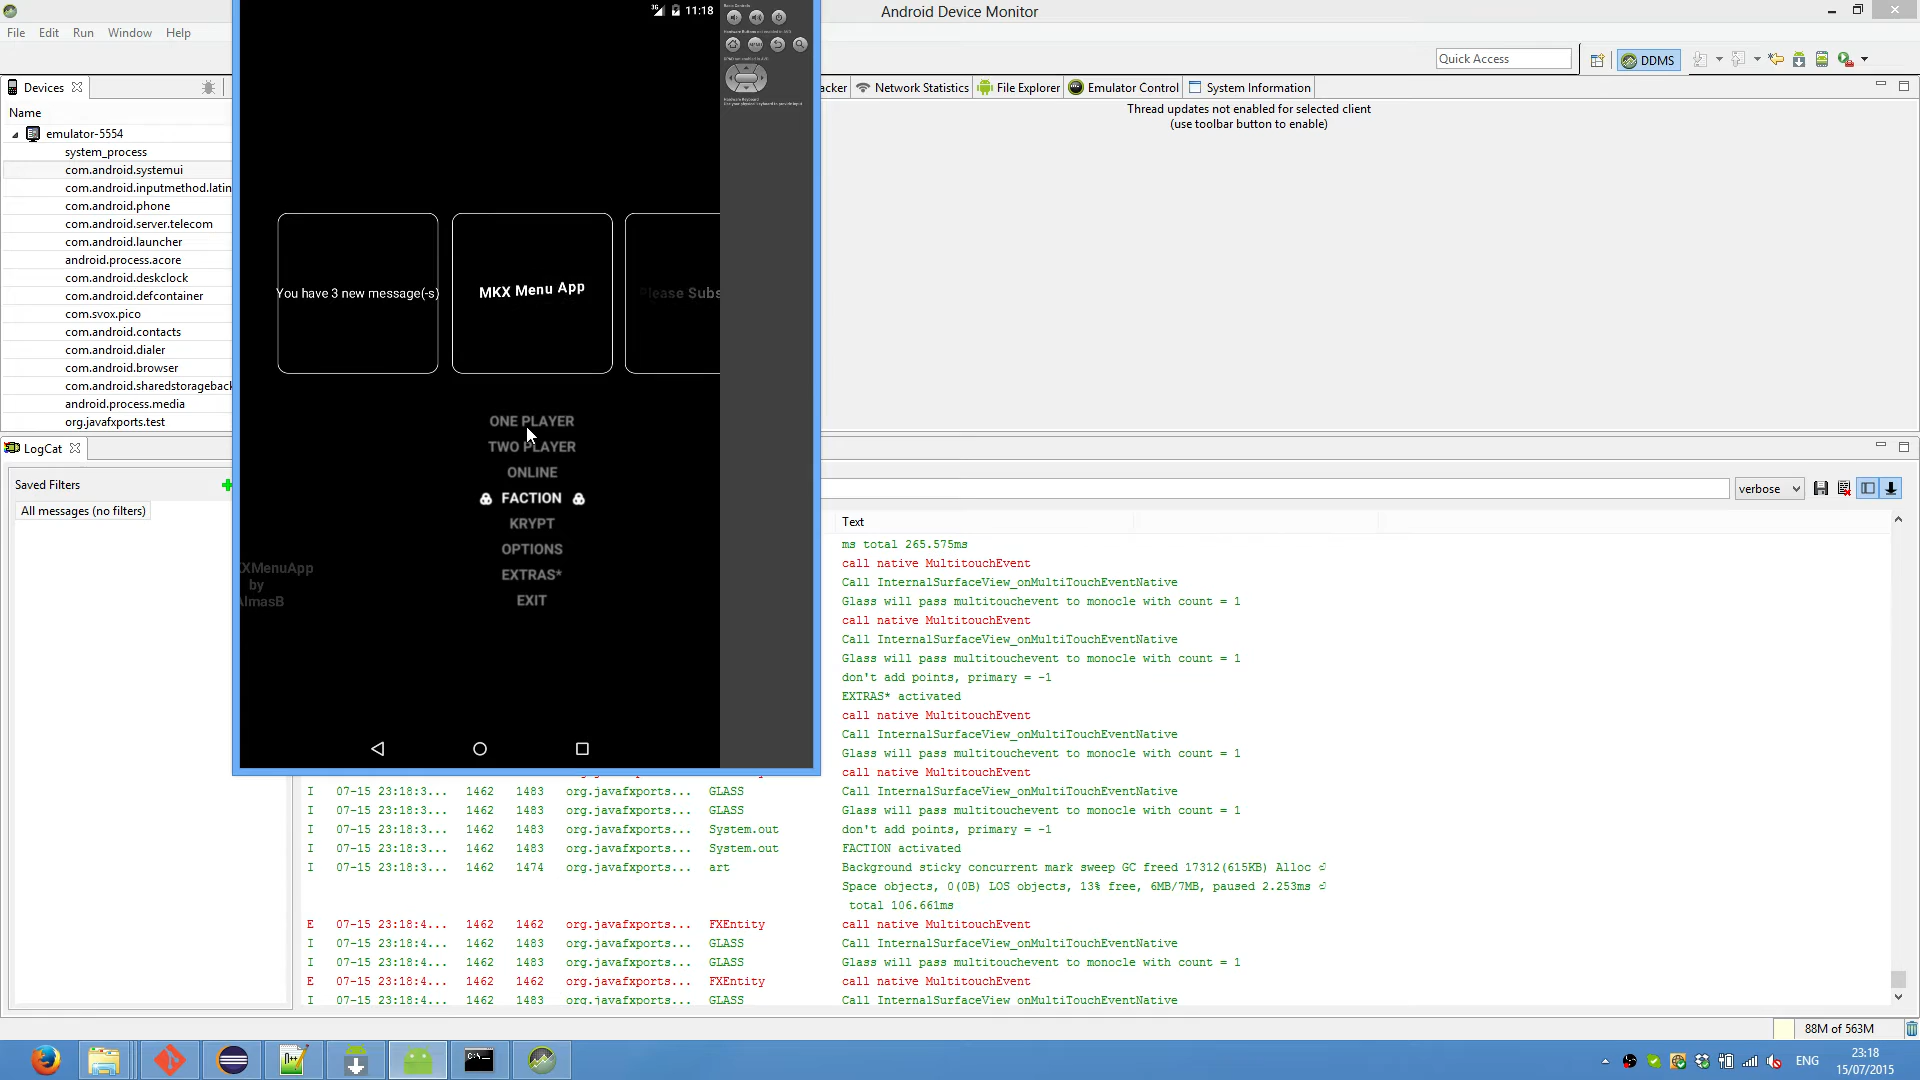 Android Device Monitor
File Edit Run Window Help
11:18
Quick Access
DDMS
Devices
Name
emulator-5554
system_process
com.android.systemui
com.android.inputmethod.latin
com.android.phone
com.android.server.telecom
com.android.launcher
android.process.acore
com.android.deskclock
com.android.defcontainer
com.svox.pico
com.android.contacts
com.android.dialer
com.android.browser
com.android.sharedstorageback
android.process.media
org.javafxports.test
acker
Network Statistics
File Explorer
Emulator Control
System Information
Thread updates not enabled for selected client
(use toolbar button to enable)
You have 3 new message(-s)
MKX Menu App
Please Subs
ONE PLAYER
TWO PLAYER
ONLINE
FACTION
KRYPT
OPTIONS
EXTRAS*
EXIT
XMenuApp
by
AlmasB
LogCat
Saved Filters
All messages (no filters)
verbose
Text
ms total 265.575ms
call native MultitouchEvent
Call InternalSurfaceView_onMultiTouchEventNative
Glass will pass multitouchevent to monocle with count = 1
call native MultitouchEvent
Call InternalSurfaceView_onMultiTouchEventNative
Glass will pass multitouchevent to monocle with count = 1
don't add points, primary = -1
EXTRAS* activated
call native MultitouchEvent
Call InternalSurfaceView_onMultiTouchEventNative
Glass will pass multitouchevent to monocle with count = 1
call native MultitouchEvent
I 07-15 23:18:3... 1462 1483 org.javafxports... GLASS Call InternalSurfaceView_onMultiTouchEventNative
I 07-15 23:18:3... 1462 1483 org.javafxports... GLASS Glass will pass multitouchevent to monocle with count = 1
I 07-15 23:18:3... 1462 1483 org.javafxports... System.out don't add points, primary = -1
I 07-15 23:18:3... 1462 1483 org.javafxports... System.out FACTION activated
I 07-15 23:18:3... 1462 1474 org.javafxports... art Background sticky concurrent mark sweep GC freed 17312(615KB) Alloc
Space objects, 0(0B) LOS objects, 13% free, 6MB/7MB, paused 2.253ms
total 106.661ms
E 07-15 23:18:4... 1462 1462 org.javafxports... FXEntity call native MultitouchEvent
I 07-15 23:18:4... 1462 1483 org.javafxports... GLASS Call InternalSurfaceView_onMultiTouchEventNative
I 07-15 23:18:4... 1462 1483 org.javafxports... GLASS Glass will pass multitouchevent to monocle with count = 1
E 07-15 23:18:4... 1462 1462 org.javafxports... FXEntity call native MultitouchEvent
I 07-15 23:18:4... 1462 1483 org.javafxports... GLASS Call InternalSurfaceView onMultiTouchEventNative
88M of 563M
ENG
23:18
15/07/2015